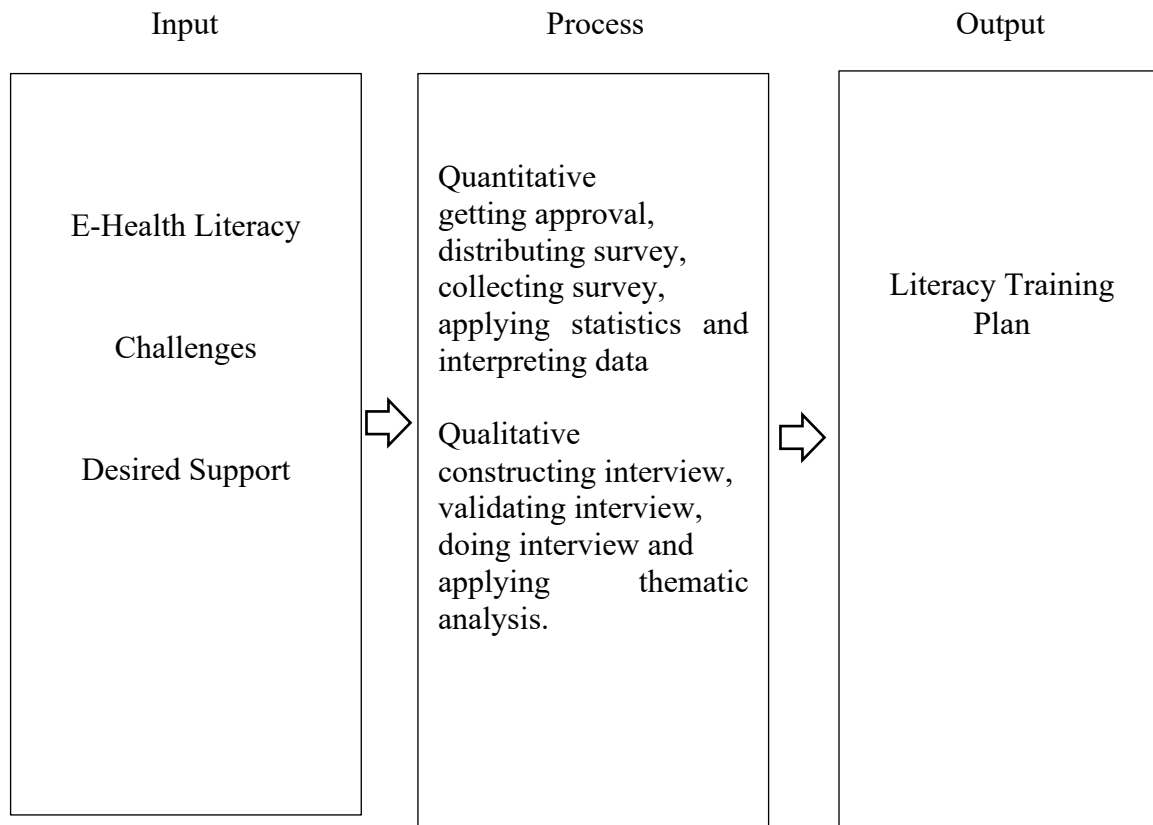 Input
Process
Output
E-Health Literacy
Challenges
Desired Support
Quantitative
getting approval,
distributing survey,
collecting survey,
applying statistics and
interpreting data
Qualitative
constructing interview,
validating interview,
doing interview and
applying thematic
analysis.
Literacy Training
Plan